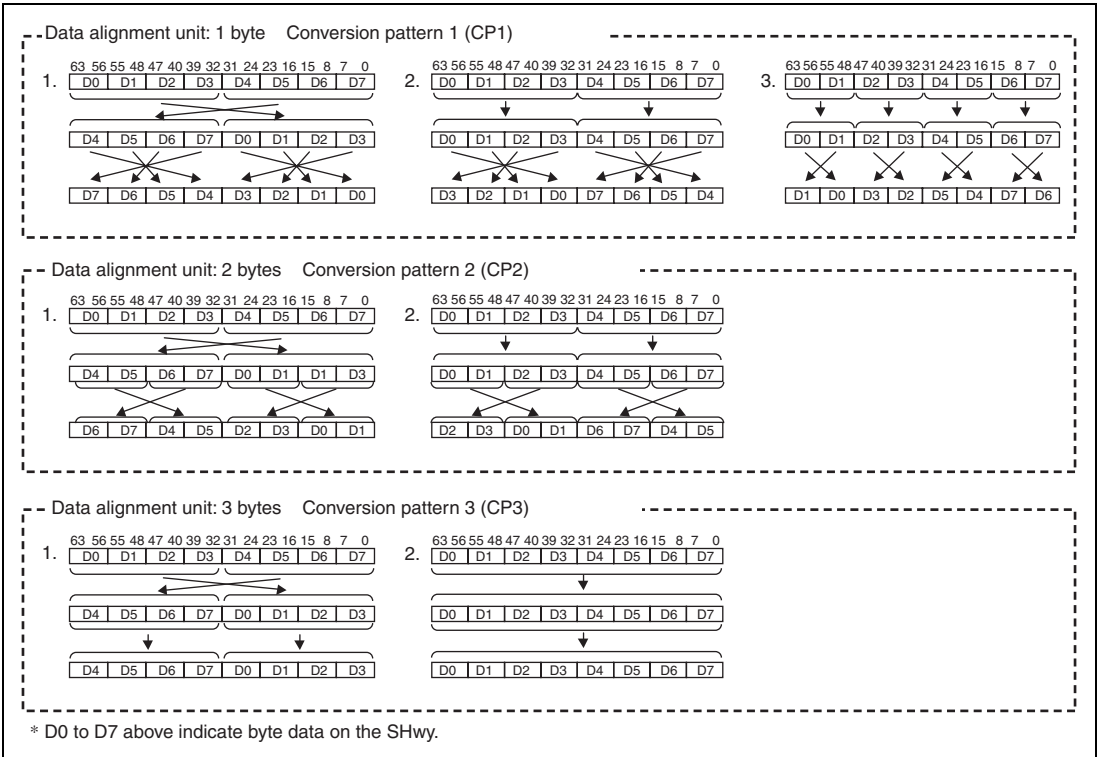 Data alignment unit: 1 byte Conversion pattern 1 (CP1)
1. 63 56 55 48 47 40 39 32 31 24 23 16 15 8 7 0
D0 D1 D2 D3 D4 D5 D6 D7
D4 D5 D6 D7 D0 D1 D2 D3
D7 D6 D5 D4 D3 D2 D1 D0
2. 63 56 55 48 47 40 39 32 31 24 23 16 15 8 7 0
D0 D1 D2 D3 D4 D5 D6 D7
D0 D1 D2 D3 D4 D5 D6 D7
D3 D2 D1 D0 D7 D6 D5 D4
3. 63 56 55 48 47 40 39 32 31 24 23 16 15 8 7 0
D0 D1 D2 D3 D4 D5 D6 D7
D0 D1 D2 D3 D4 D5 D6 D7
D1 D0 D3 D2 D5 D4 D7 D6
Data alignment unit: 2 bytes Conversion pattern 2 (CP2)
1. 63 56 55 48 47 40 39 32 31 24 23 16 15 8 7 0
D0 D1 D2 D3 D4 D5 D6 D7
D4 D5 D6 D7 D0 D1 D1 D3
D6 D7 D4 D5 D2 D3 D0 D1
2. 63 56 55 48 47 40 39 32 31 24 23 16 15 8 7 0
D0 D1 D2 D3 D4 D5 D6 D7
D0 D1 D2 D3 D4 D5 D6 D7
D2 D3 D0 D1 D6 D7 D4 D5
Data alignment unit: 3 bytes Conversion pattern 3 (CP3)
1. 63 56 55 48 47 40 39 32 31 24 23 16 15 8 7 0
D0 D1 D2 D3 D4 D5 D6 D7
D4 D5 D6 D7 D0 D1 D2 D3
D4 D5 D6 D7 D0 D1 D2 D3
2. 63 56 55 48 47 40 39 32 31 24 23 16 15 8 7 0
D0 D1 D2 D3 D4 D5 D6 D7
D0 D1 D2 D3 D4 D5 D6 D7
D0 D1 D2 D3 D4 D5 D6 D7
* D0 to D7 above indicate byte data on the SHwy.